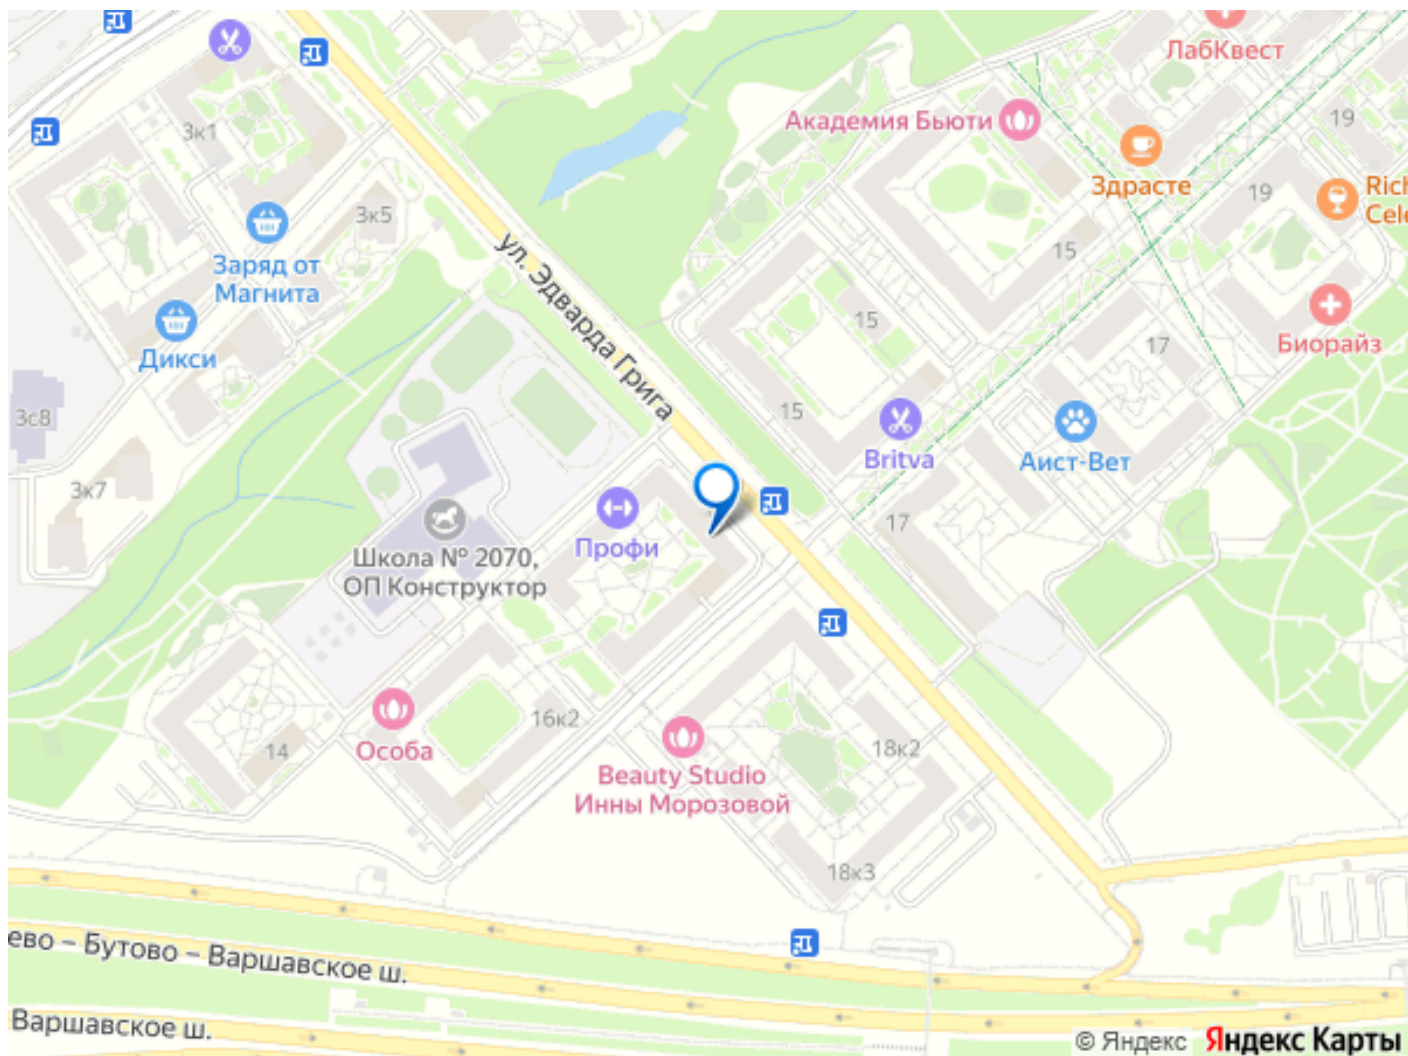 ЛабКвест
Академия Бьюти
3к1
19
Здрасте
19
3к5
15
Заряд от
Магнита
ул. Эдварда Грига
15
17
Биорайз
Дикси
3с8
15
Britva
Аист-Вет
3к7
Профи
17
Школа № 2070,
ОП Конструктор
16к2
14
Особа
18к2
Beauty Studio
Инны Морозовой
18к3
ево – Бутово – Варшавское ш.
Варшавское ш.
© Яндекс Яндекс Карты